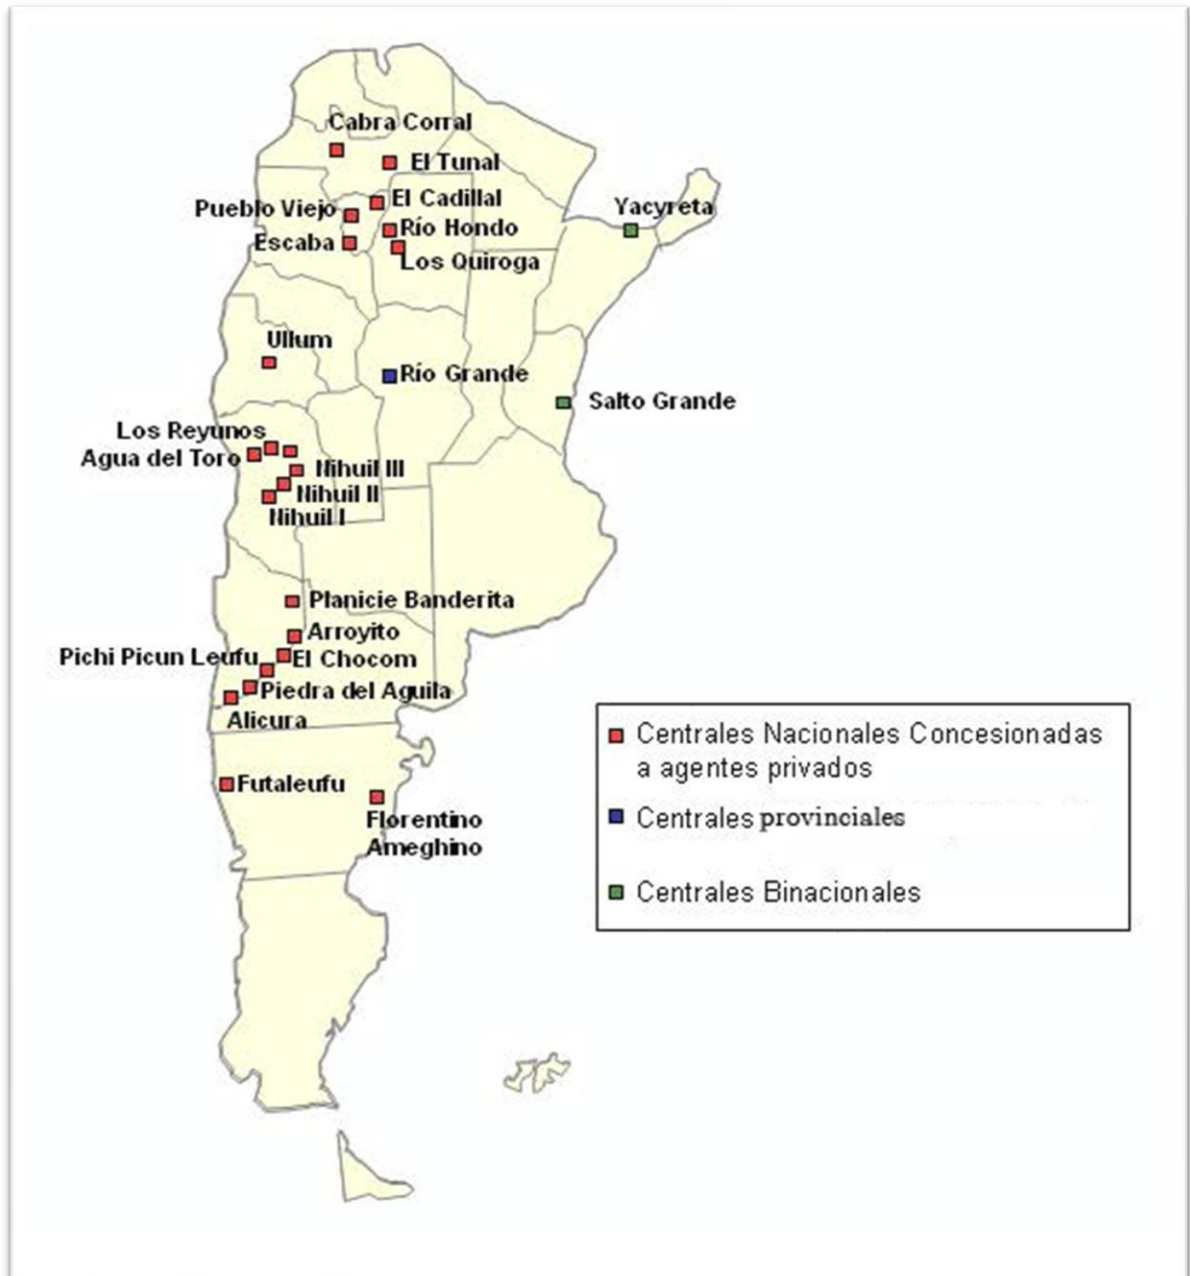 Cabra Corral
El Tunal
El Cadillal
Pueblo Viejo
Río Hondo
Escaba
Los Quiroga
Yacyreta
Ullum
Río Grande
Salto Grande
Los Reyunos
Agua del Toro
Nihuil III
Nihuil II
Nihuil I
Planicie Banderita
Arroyito
Pichi Picun Leufu
El Chocom
Piedra del Aguila
Alicura
Futaleufu
Florentino
Ameghino
Centrales Nacionales Concesionadas
a agentes privados
Centrales provinciales
Centrales Binacionales